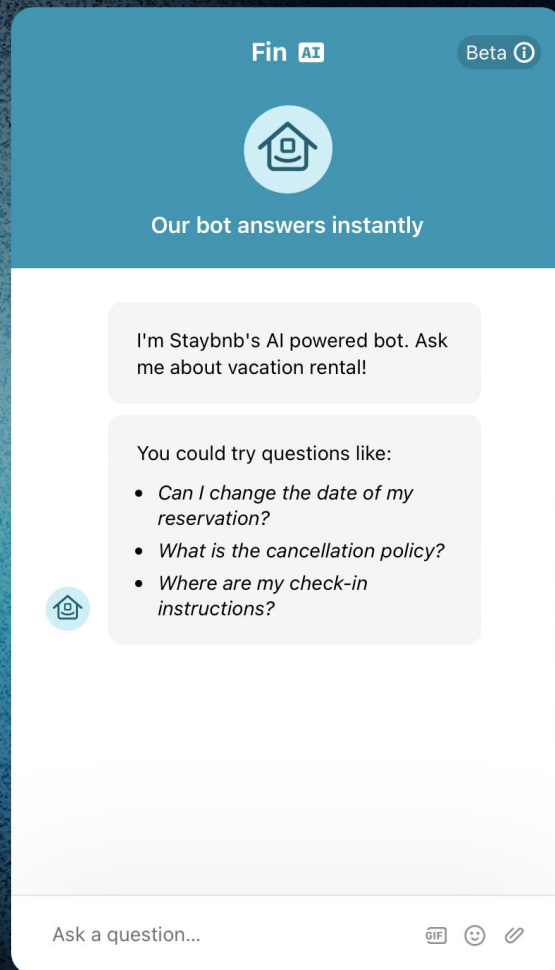 Fin AI
Beta
Our bot answers instantly
I'm Staybnb's AI powered bot. Ask
me about vacation rental!
You could try questions like:
• Can I change the date of my
reservation?
• What is the cancellation policy?
• Where are my check-in
instructions?
Ask a question...
GIF